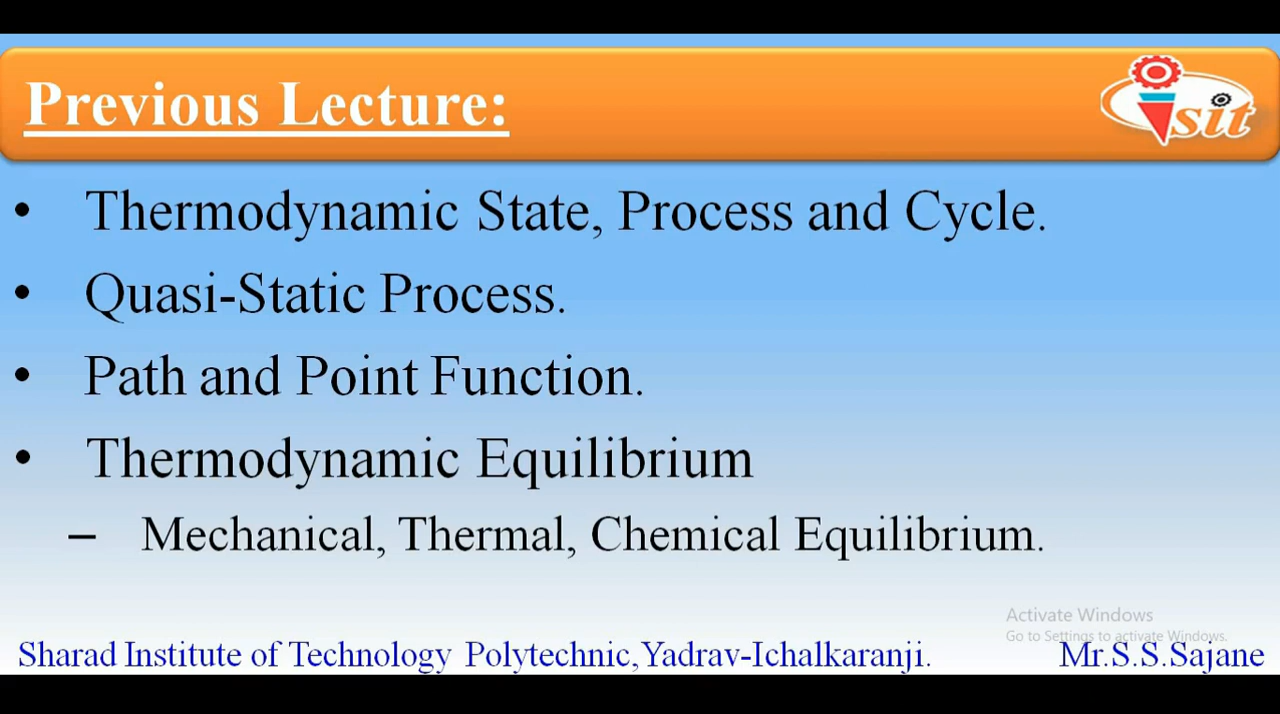 Previous Lecture:
sit
• Thermodynamic State, Process and Cycle.
• Quasi-Static Process.
• Path and Point Function.
• Thermodynamic Equilibrium
– Mechanical, Thermal, Chemical Equilibrium.
Activate Windows
Go to Settings to activate Windows.
Sharad Institute of Technology Polytechnic, Yadrav-Ichalkaranji. Mr.S.S.Sajane